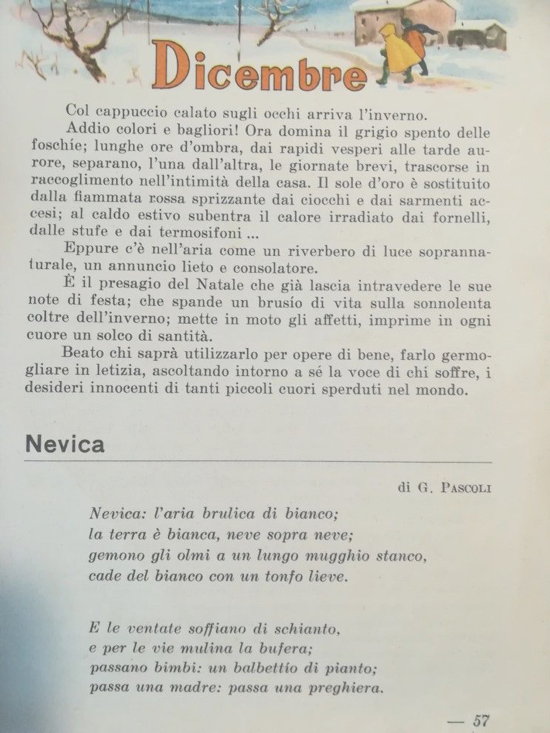 Dicembre
Col cappuccio calato sugli occhi arriva l'inverno.
Addio colori e bagliori! Ora domina il grigio spento delle
foschíe; lunghe ore d'ombra, dai rapidi vesperi alle tarde au-
rore, separano, l'una dall'altra, le giornate brevi, trascorse in
raccoglimento nell'intimità della casa. Il sole d'oro è sostituito
dalla fiammata rossa sprizzante dai ciocchi e dai sarmenti ac-
cesi; al caldo estivo subentra il calore irradiato dai fornelli,
dalle stufe e dai termosifoni ...
Eppure c'è nell'aria come un riverbero di luce soprannа-
turale, un annuncio lieto e consolatore.
È il presagio del Natale che già lascia intravedere le sue
note di festa; che spande un brusío di vita sulla sonnolenta
coltre dell'inverno; mette in moto gli affetti, imprime in ogni
cuore un solco di santità.
Beato chi saprà utilizzarlo per opere di bene, farlo germo-
gliare in letizia, ascoltando intorno a sé la voce di chi soffre, i
desideri innocenti di tanti piccoli cuori sperduti nel mondo.
Nevica
di G. PASCOLI
Nevica: l'aria brulica di bianco;
la terra è bianca, neve sopra neve;
gemono gli olmi a un lungo mugghio stanco,
cade del bianco con un tonfo lieve.
E le ventate soffiano di schianto,
e per le vie mulina la bufera;
passano bimbi: un balbettío di pianto;
passa una madre: passa una preghiera.
— 57